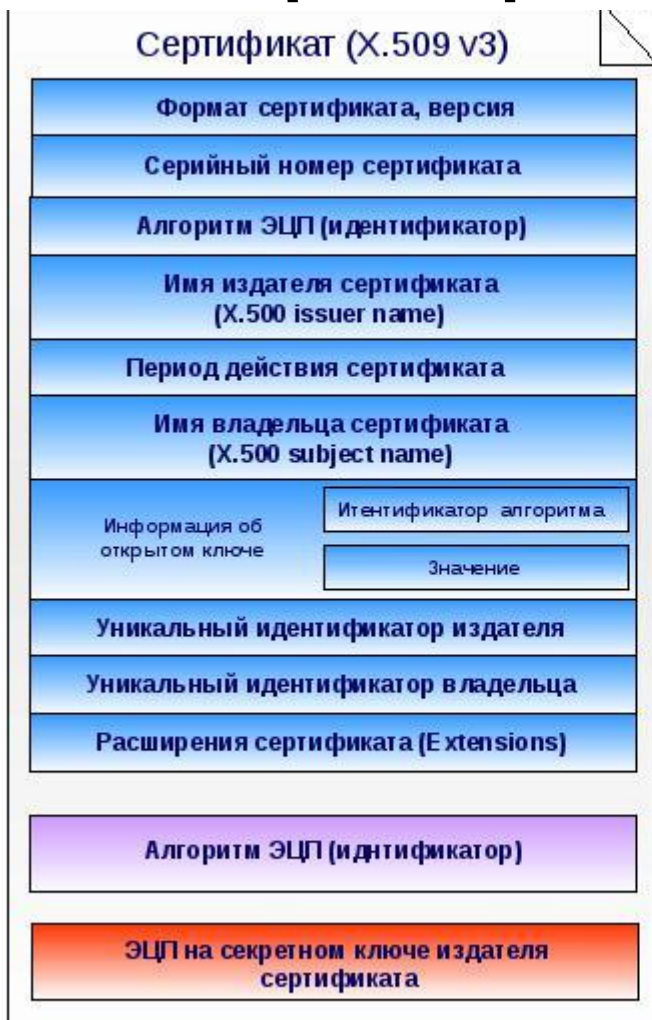 Сертификат (X.509 v3)
Формат сертификата, версия
Серийный номер сертификата
Алгоритм ЭЦП (идентификатор)
Имя издателя сертификата
(X.500 issuer name)
Период действия сертификата
Имя владельца сертификата
(X.500 subject name)
Информация об
открытом ключе
Итентификатор алгоритма
Значение
Уникальный идентификатор издателя
Уникальный идентификатор владельца
Расширения сертификата (Extensions)
Алгоритм ЭЦП (иднтификатор)
ЭЦП на секретном ключе издателя
сертификата